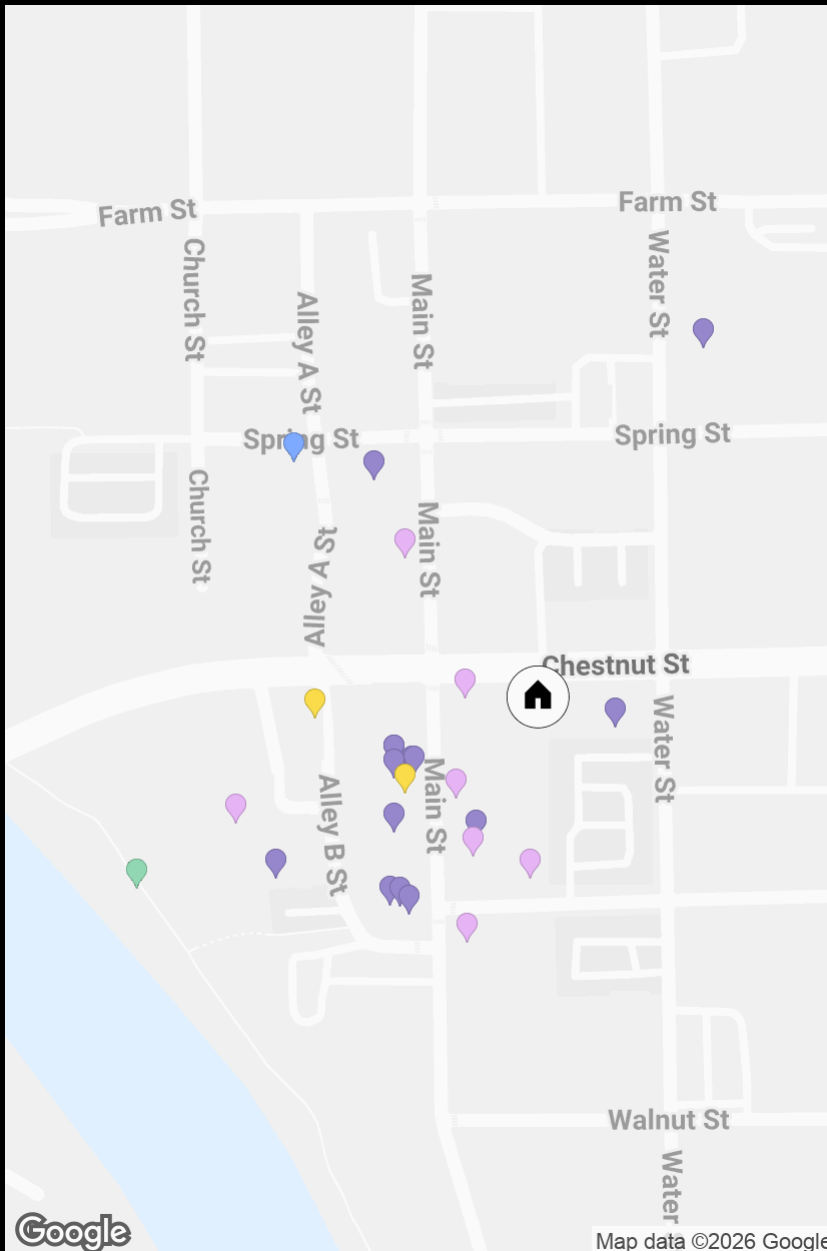 Farm St
Farm St
Church St
Alley A St
Main St
Water St
Spring St
Spring St
Church St
Main St
Alley A St
Chestnut St
Water St
Main St
Alley B St
Walnut St
Water
Google
Map data ©2026 Google